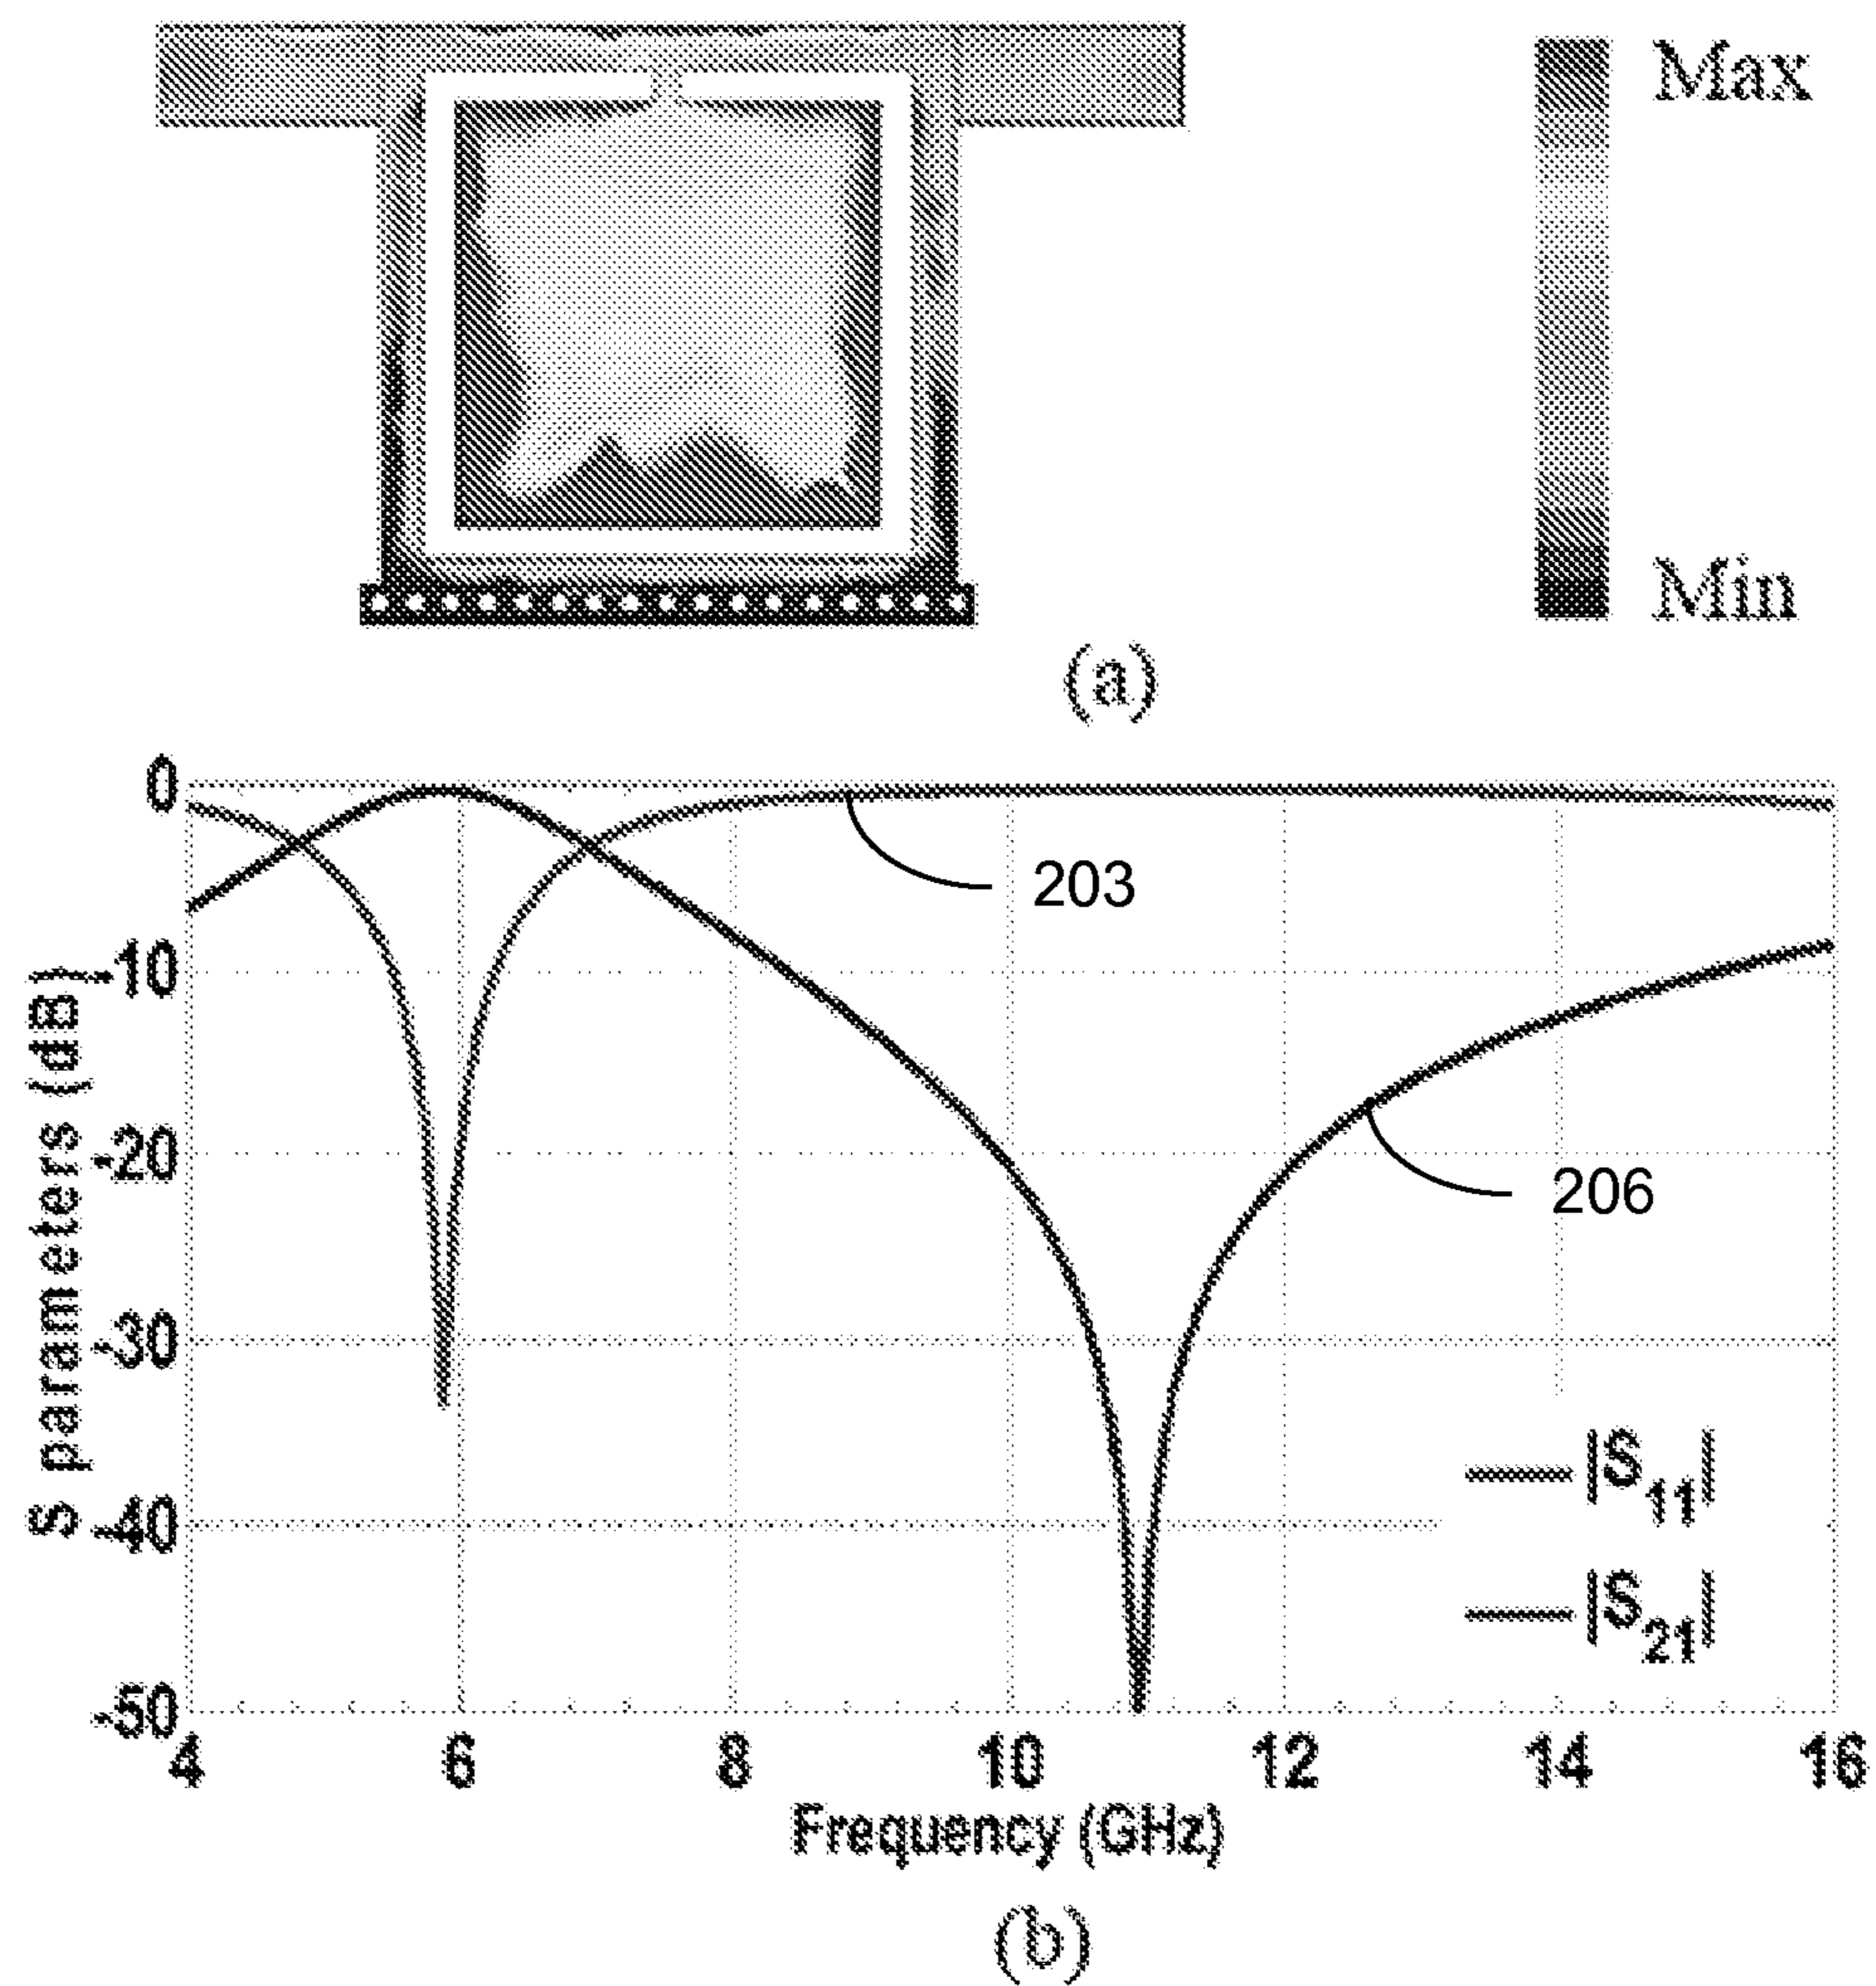 Max
Min
(a)
0
-10
-20
-30
-40
-50
S parameters (dB)
203
206
|S11|
|S21|
4 6 8 10 12 14 16
Frequency (GHz)
(b)